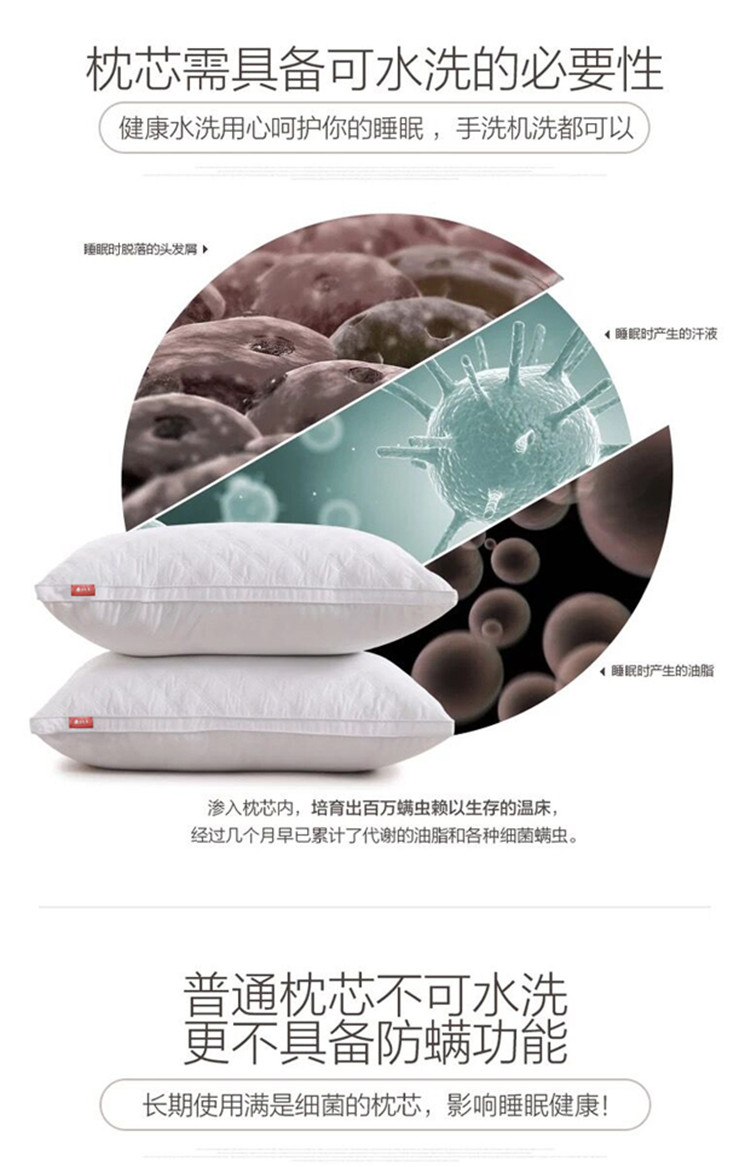 枕芯需具备可水洗的必要性
健康水洗用心呵护你的睡眠，手洗机洗都可以
睡眠时脱落的头发屑
睡眠时产生的汗液
睡眠时产生的油脂
渗入枕芯内，培育出百万螨虫赖以生存的温床，
经过几个月早已累计了代谢的油脂和各种细菌螨虫。
普通枕芯不可水洗
更不具备防螨功能
长期使用满是细菌的枕芯，影响睡眠健康！